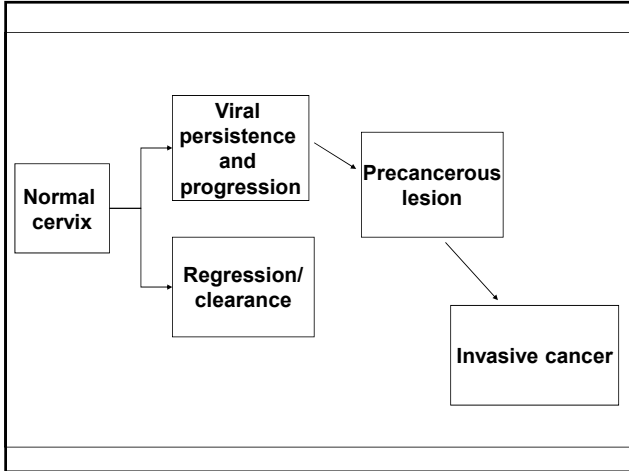 Normal
cervix
Viral
persistence
and
progression
Regression/
clearance
Precancerous
lesion
Invasive cancer